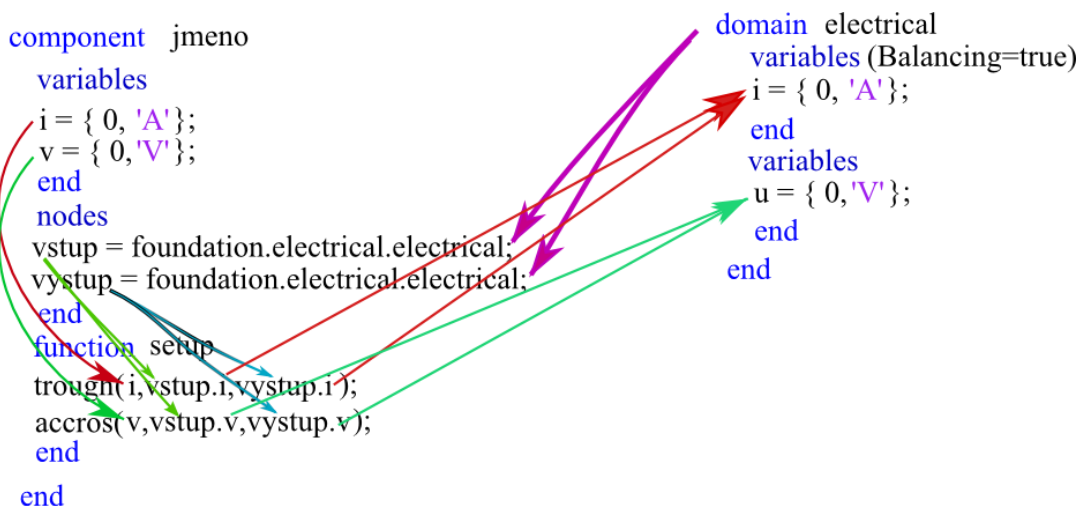 component jmeno
variables
i = { 0, 'A'};
v = { 0,'V'};
end
nodes
vstup = foundation.electrical.electrical;
vystup = foundation.electrical.electrical;
end
function setup
trough(i,vstup.i,vystup.i);
accros(v,vstup.v,vystup.v);
end
end
domain electrical
variables (Balancing=true)
i = { 0, 'A'};
end
variables
u = { 0,'V'};
end
end